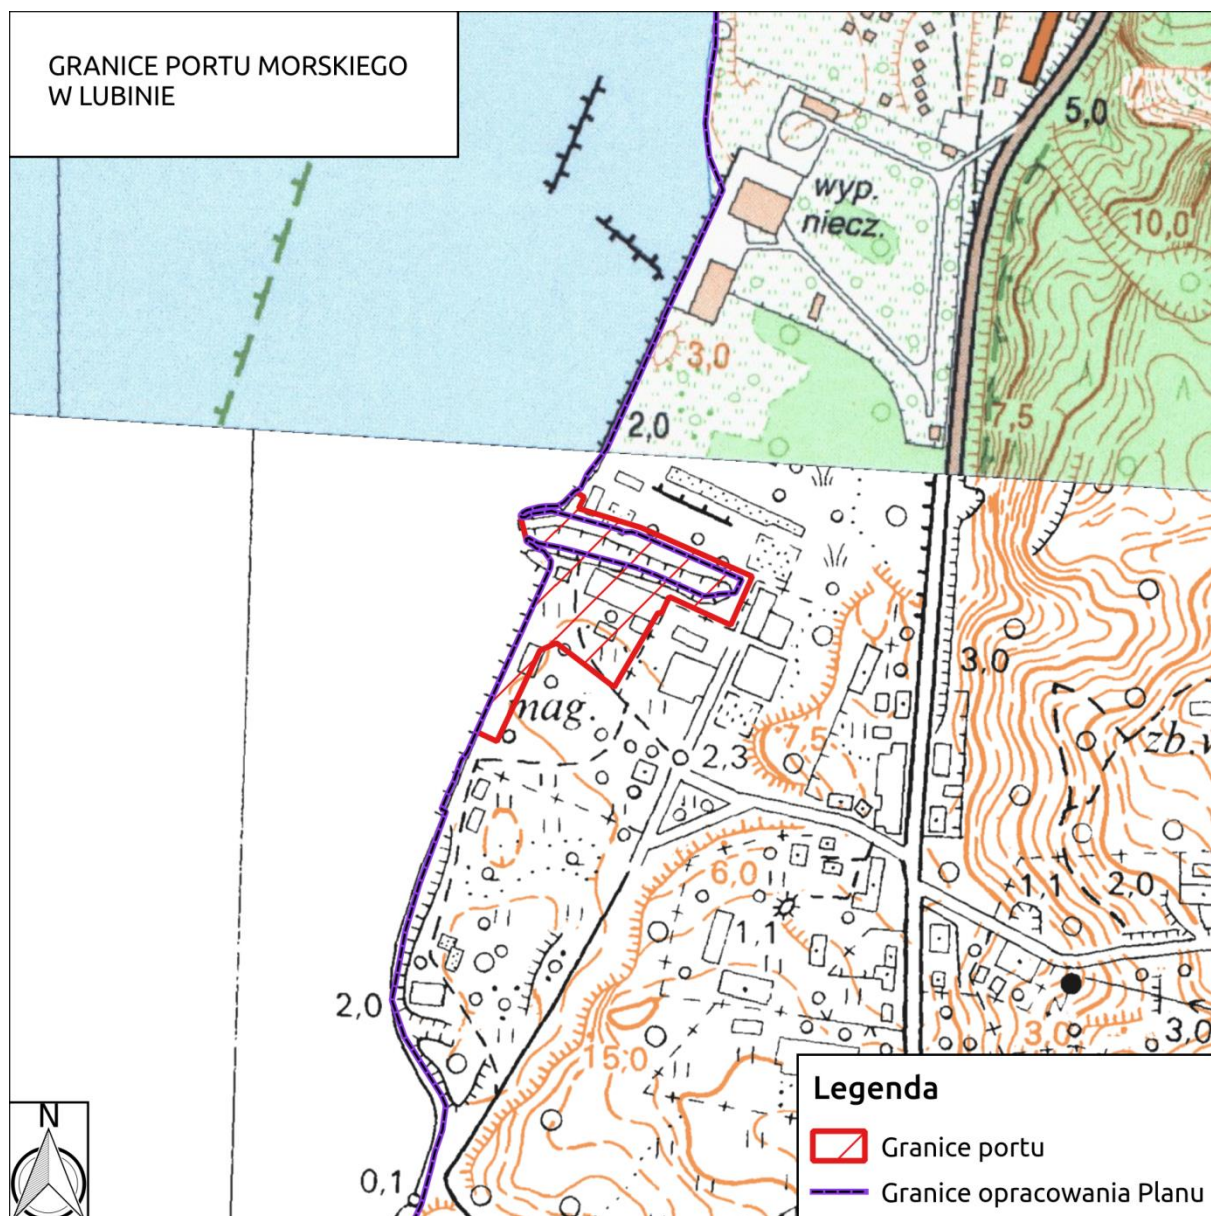 GRANICE PORTU MORSKIEGO
W LUBINIE
5,0
wyp.
niecz.
10,0
3,0
7,5
2,0
3,0
mag.
7,5
2,3
6,0
1,1
2,0
1,1
2,0
15,0
3,0
3,0
0,1
N
Legenda
Granice portu
Granice opracowania Planu